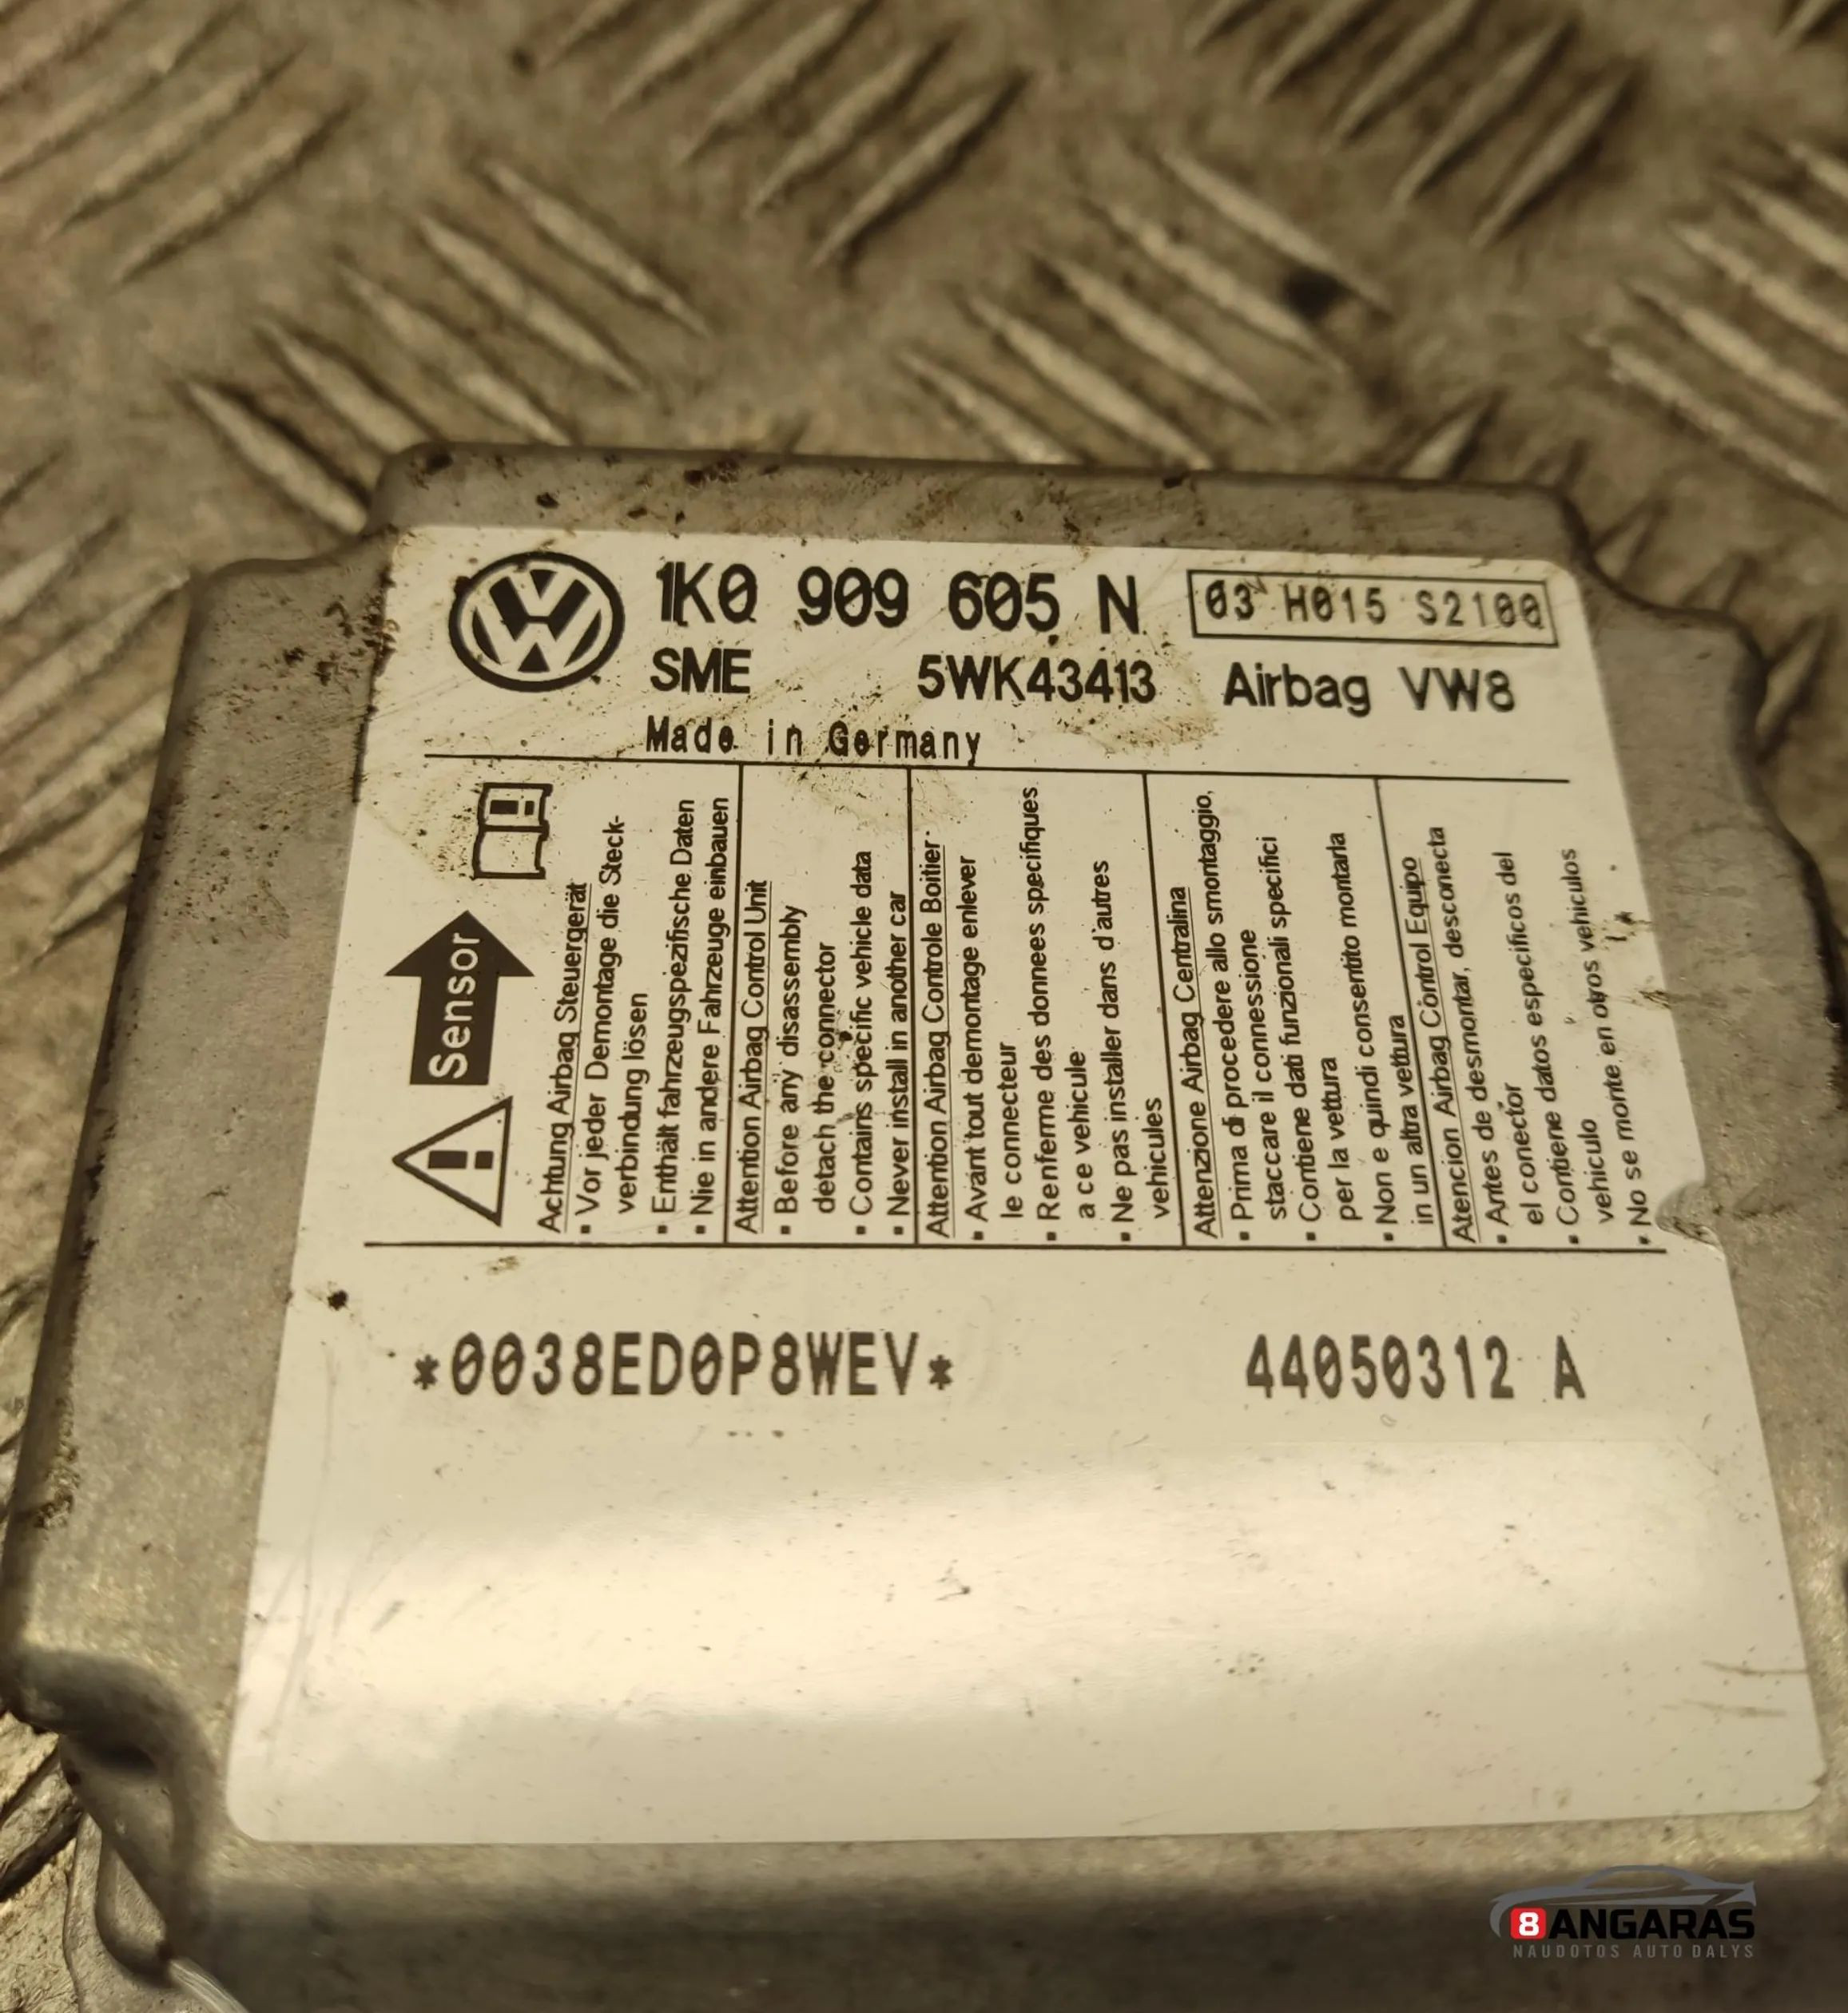 1K0 909 605 N
03 H015 S2100
SME 5WK43413 Airbag VW8
Made in Germany
Sensor
Achtung Airbag Steuergerät
▪ Vor jeder Demontage die Steck-
verbindung lösen
▪ Enthält fahrzeugspezifische Daten
▪ Nie in andere Fahrzeuge einbauen
Attention Airbag Control Unit
▪ Before any disassembly
detach the connector
▪ Contains specific vehicle data
▪ Never install in another car
Attention Airbag Controle Boitier
▪ Avant tout demontage enlever
le connecteur
▪ Renferme des donnees specifiques
a ce vehicule
▪ Ne pas installer dans d'autres
vehicules
Attenzione Airbag Centralina
▪ Prima di procedere allo smontaggio,
staccare il connessione
▪ Contiene dati funzionali specifici
per la vettura
▪ Non e quindi consentito montarla
in un altra vettura
Atencion Airbag Control Equipo
▪ Antes de desmontar, desconecta
el conector
▪ Contiene datos especificos del
vehiculo
▪ No se monte en otros vehiculos
*0038ED0P8WEV*
44050312 A
8ANGARAS
NAUDOTOS AUTO DALYS